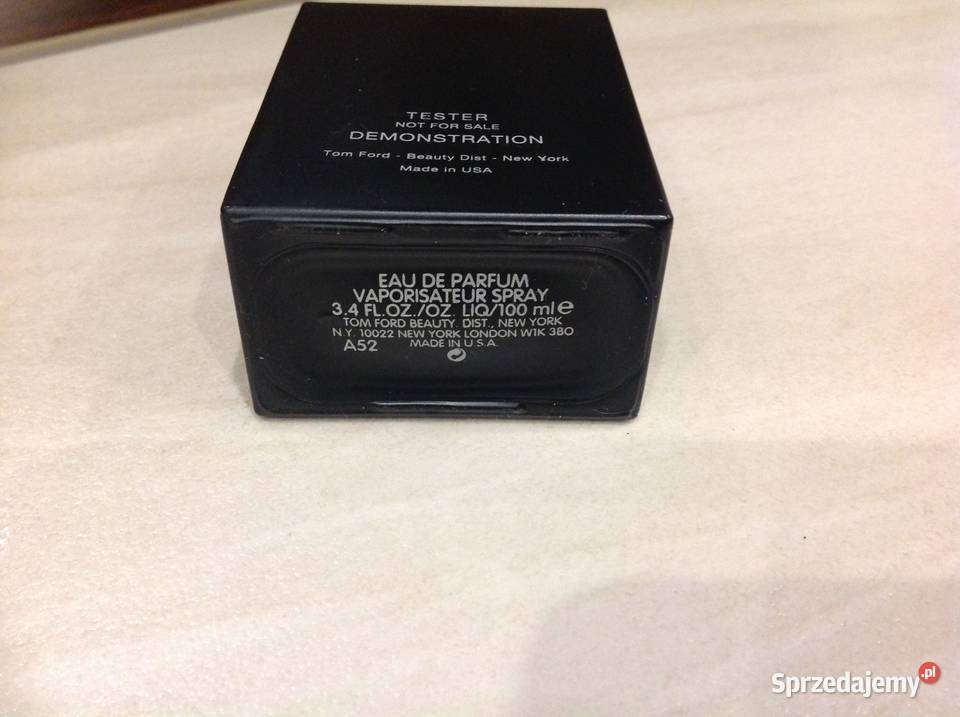 TESTER
NOT FOR SALE
DEMONSTRATION
Tom Ford - Beauty Dist - New York
Made in USA
EAU DE PARFUM
VAPORISATEUR SPRAY
3.4 FL.OZ./OZ. LIQ/100 ml e
TOM FORD BEAUTY. DIST., NEW YORK
N.Y. 10022 NEW YORK LONDON W1K 3BO
A52 MADE IN U.S.A.
Sprzedajemy.pl